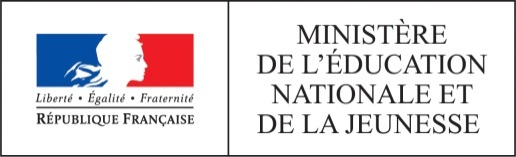 Liberté • Égalité • Fraternité
RÉPUBLIQUE FRANÇAISE
MINISTÈRE
DE L'ÉDUCATION
NATIONALE ET
DE LA JEUNESSE